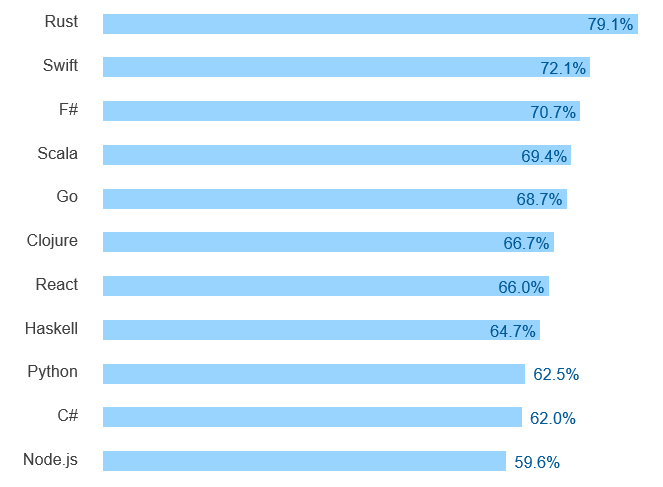 Rust 79.1%
Swift 72.1%
F# 70.7%
Scala 69.4%
Go 68.7%
Clojure 66.7%
React 66.0%
Haskell 64.7%
Python 62.5%
C# 62.0%
Node.js 59.6%